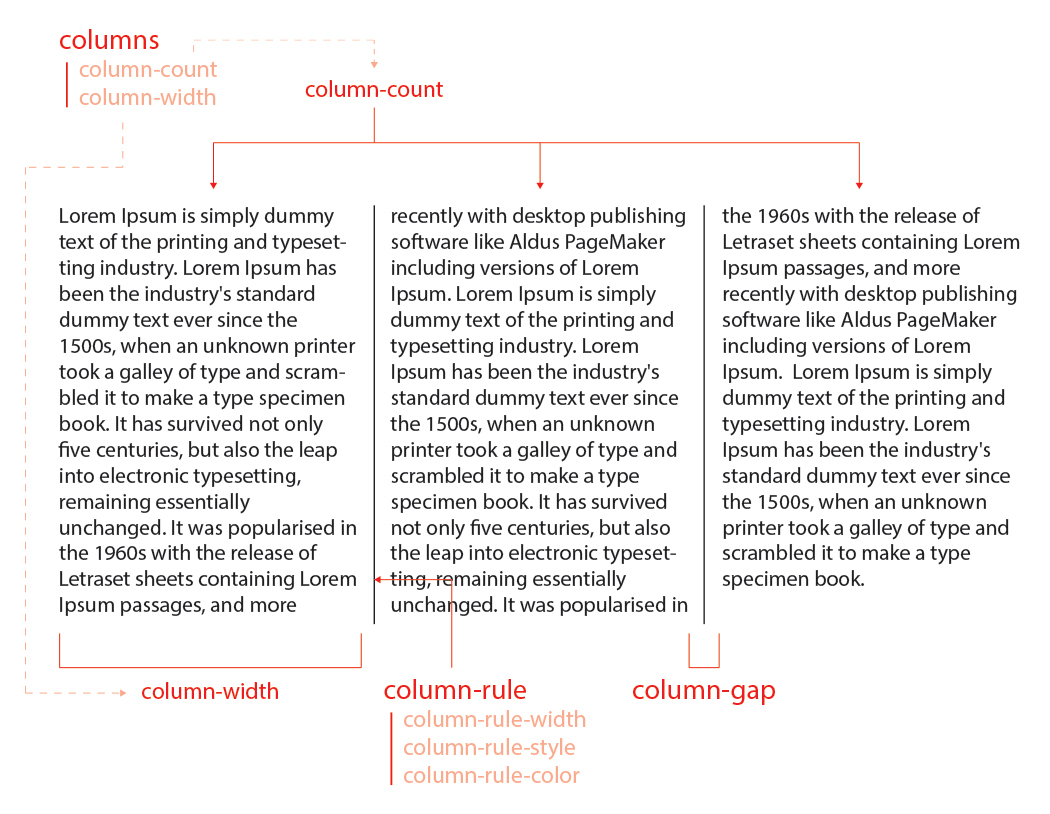 columns
column-count
column-width
column-count
Lorem Ipsum is simply dummy
text of the printing and typeset-
ting industry. Lorem Ipsum has
been the industry's standard
dummy text ever since the
1500s, when an unknown printer
took a galley of type and scram-
bled it to make a type specimen
book. It has survived not only
five centuries, but also the leap
into electronic typesetting,
remaining essentially
unchanged. It was popularised in
the 1960s with the release of
Letraset sheets containing Lorem
Ipsum passages, and more
recently with desktop publishing
software like Aldus PageMaker
including versions of Lorem
Ipsum. Lorem Ipsum is simply
dummy text of the printing and
typesetting industry. Lorem
Ipsum has been the industry's
standard dummy text ever since
the 1500s, when an unknown
printer took a galley of type and
scrambled it to make a type
specimen book. It has survived
not only five centuries, but also
the leap into electronic typeset-
ting, remaining essentially
unchanged. It was popularised in
the 1960s with the release of
Letraset sheets containing Lorem
Ipsum passages, and more
recently with desktop publishing
software like Aldus PageMaker
including versions of Lorem
Ipsum.  Lorem Ipsum is simply
dummy text of the printing and
typesetting industry. Lorem
Ipsum has been the industry's
standard dummy text ever since
the 1500s, when an unknown
printer took a galley of type and
scrambled it to make a type
specimen book.
column-width
column-rule
column-rule-width
column-rule-style
column-rule-color
column-gap